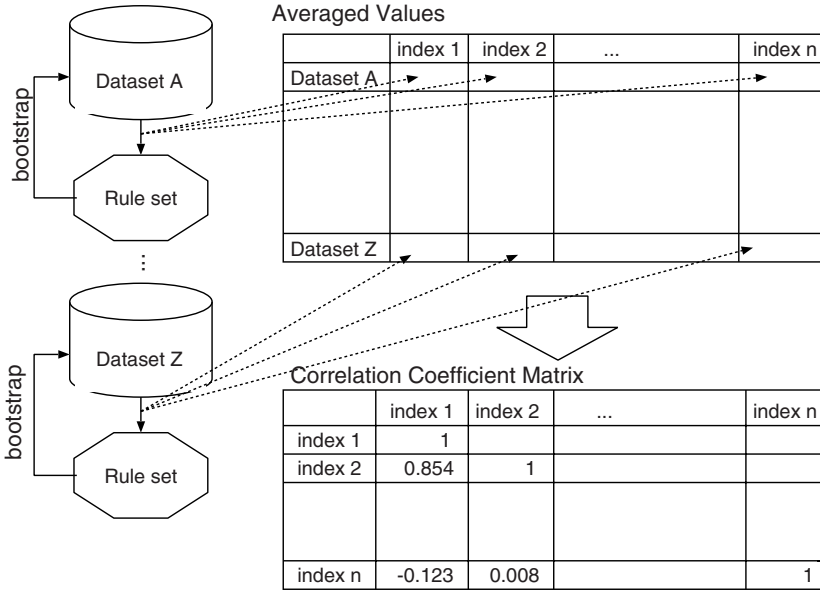 Averaged Values
index 1 index 2 ... index n
Dataset A
Dataset Z
Dataset A
bootstrap
Rule set
...
Dataset Z
bootstrap
Rule set
Correlation Coefficient Matrix
index 1 index 2 ... index n
index 1 1
index 2 0.854 1
index n -0.123 0.008 1